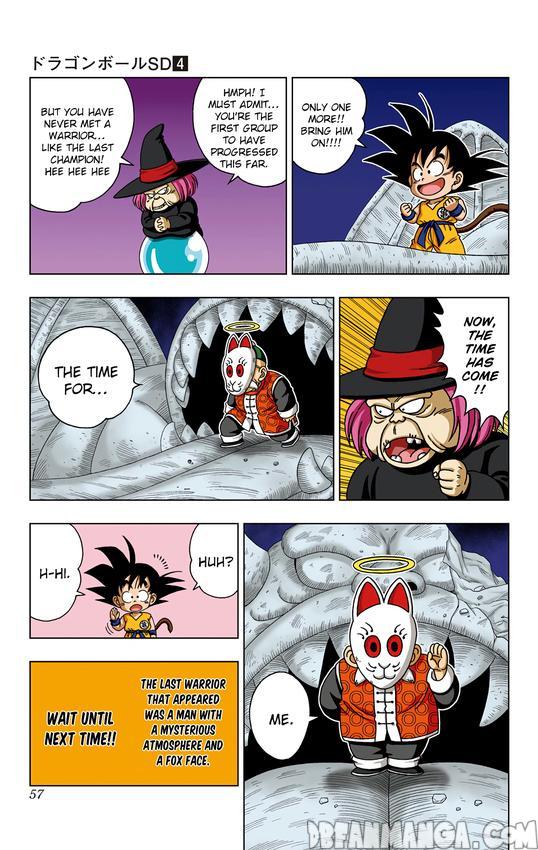 ドラゴンボールSD4
ONLY ONE
MORE!!
BRING HIM
ON!!!!
HMPH! I
MUST ADMIT...
YOU'RE THE
FIRST GROUP
TO HAVE
PROGRESSED
THIS FAR.
BUT YOU HAVE
NEVER MET A
WARRIOR...
LIKE THE LAST
CHAMPION!
HEE HEE HEE
NOW,
THE
TIME
HAS
COME
!!
THE TIME
FOR...
ME.
HUH?
H-HI.
THE LAST WARRIOR
THAT APPEARED
WAS A MAN WITH
A MYSTERIOUS
ATMOSPHERE AND
A FOX FACE.
WAIT UNTIL
NEXT TIME!!
57
DBFANMANGA.COM